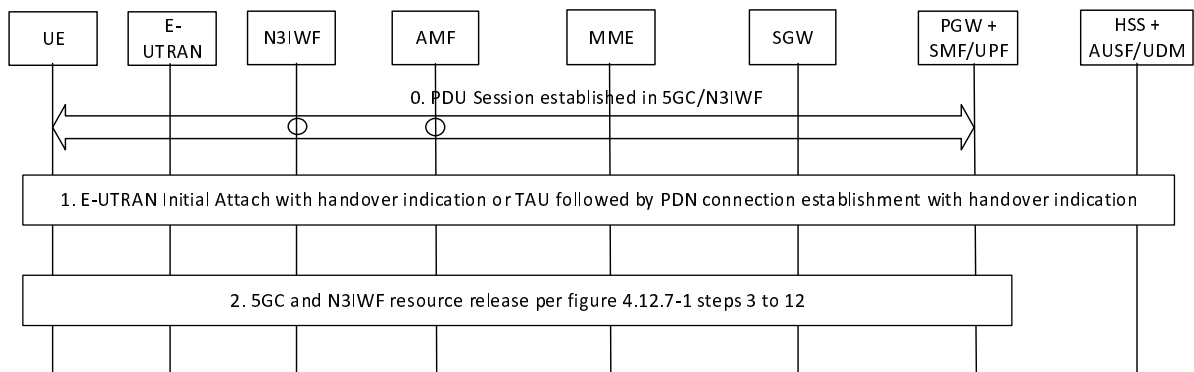 UE
E-
UTRAN
N3IWF
AMF
MME
SGW
PGW +
SMF/UPF
HSS +
AUSF/UDM
0. PDU Session established in 5GC/N3IWF
1. E-UTRAN Initial Attach with handover indication or TAU followed by PDN connection establishment with handover indication
2. 5GC and N3IWF resource release per figure 4.12.7-1 steps 3 to 12